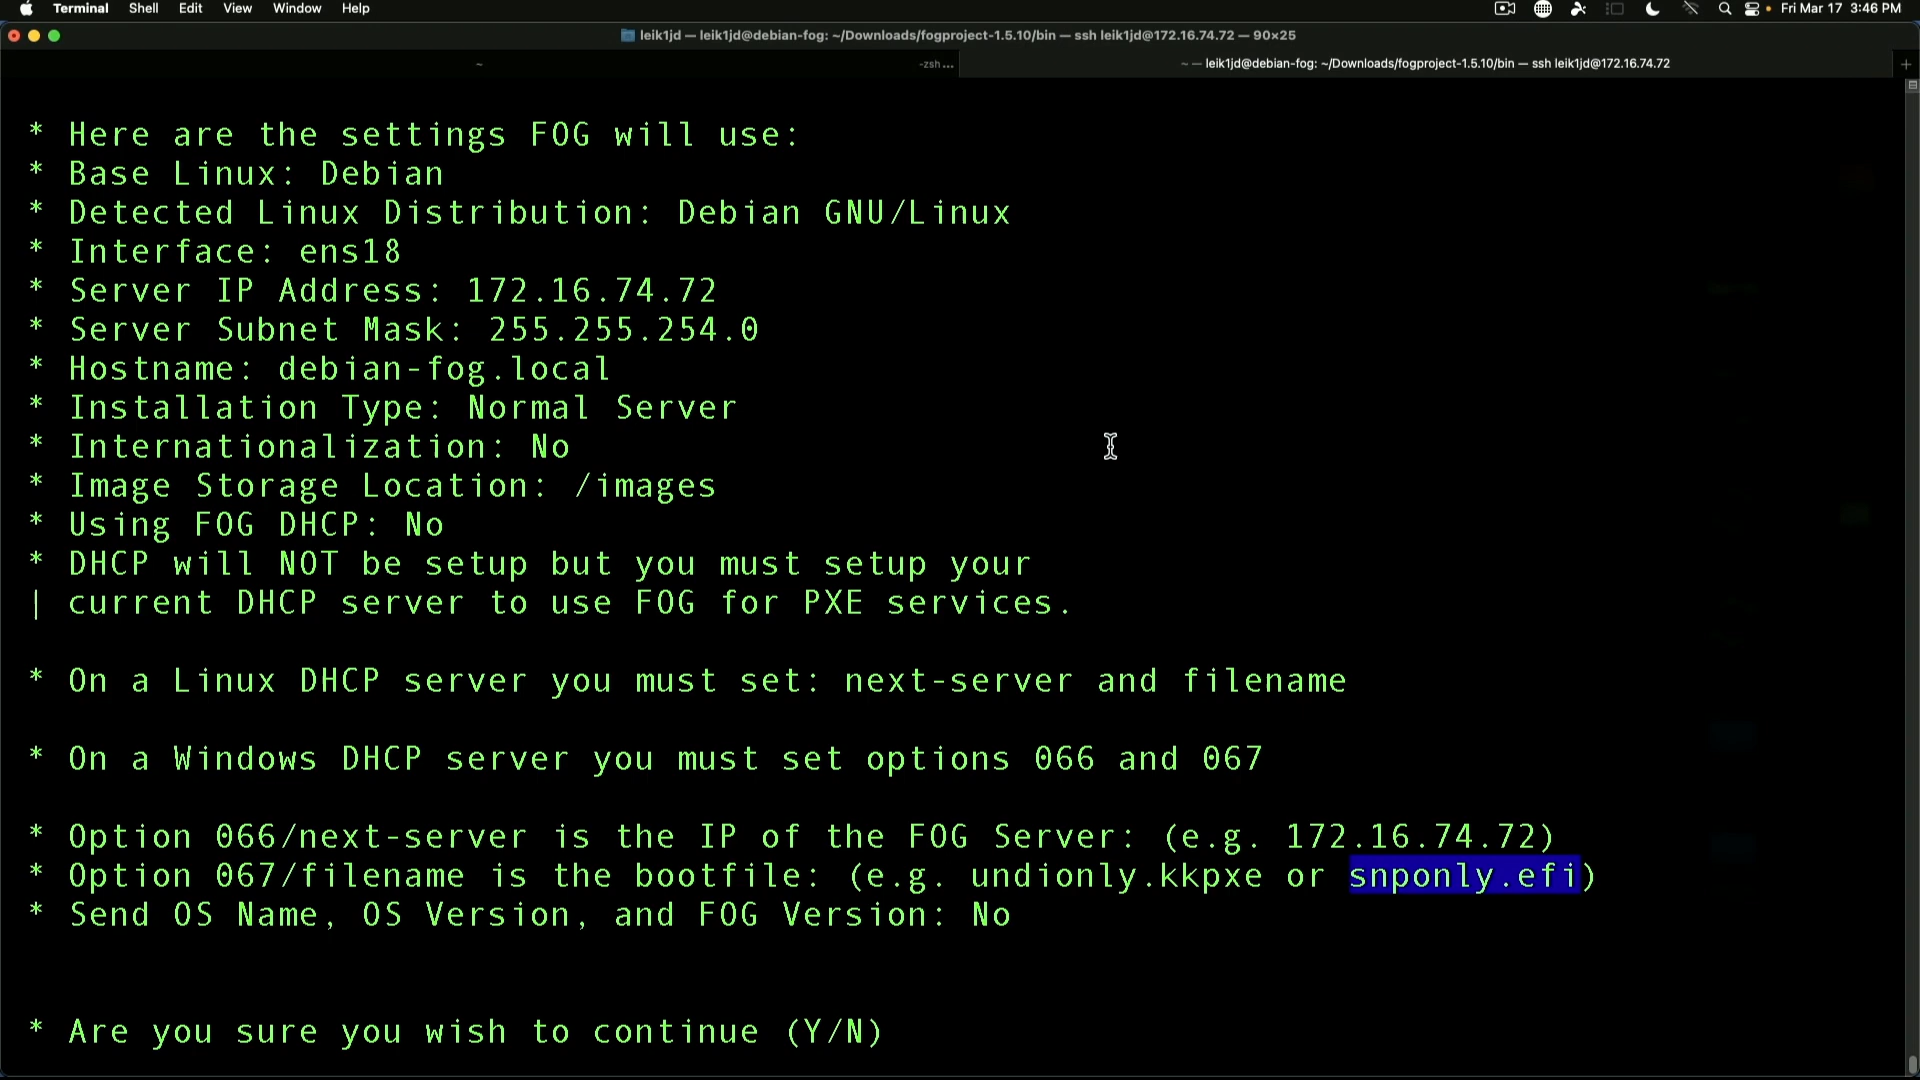 Terminal Shell Edit View Window Help Fri Mar 17 3:46 PM
leik1jd — leik1jd@debian-fog: ~/Downloads/fogproject-1.5.10/bin — ssh leik1jd@172.16.74.72 — 90×25
~ -zsh ... ~ — leik1jd@debian-fog: ~/Downloads/fogproject-1.5.10/bin — ssh leik1jd@172.16.74.72 +
* Here are the settings FOG will use:
* Base Linux: Debian
* Detected Linux Distribution: Debian GNU/Linux
* Interface: ens18
* Server IP Address: 172.16.74.72
* Server Subnet Mask: 255.255.254.0
* Hostname: debian-fog.local
* Installation Type: Normal Server
* Internationalization: No
* Image Storage Location: /images
* Using FOG DHCP: No
* DHCP will NOT be setup but you must setup your
| current DHCP server to use FOG for PXE services.
* On a Linux DHCP server you must set: next-server and filename
* On a Windows DHCP server you must set options 066 and 067
* Option 066/next-server is the IP of the FOG Server: (e.g. 172.16.74.72)
* Option 067/filename is the bootfile: (e.g. undionly.kkpxe or snponly.efi)
* Send OS Name, OS Version, and FOG Version: No
* Are you sure you wish to continue (Y/N)